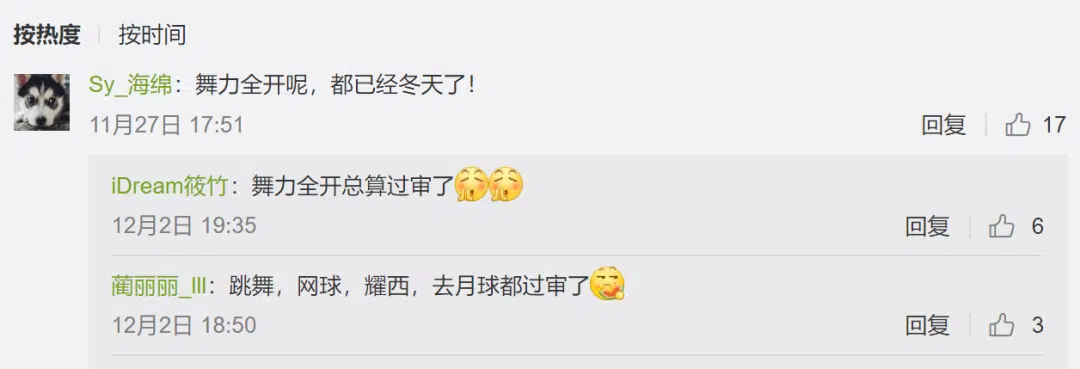 按热度 按时间
Sy_海绵：舞力全开呢，都已经冬天了！
11月27日 17:51 回复 17
iDream筱竹：舞力全开总算过审了
12月2日 19:35 回复 6
蔺丽丽_lll：跳舞，网球，耀西，去月球都过审了
12月2日 18:50 回复 3